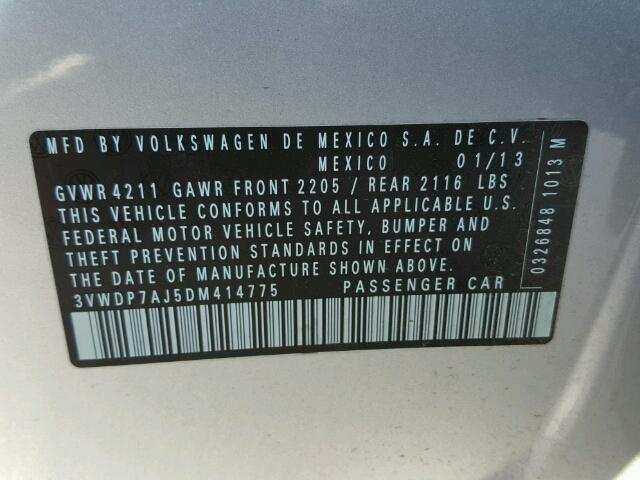 MFD BY VOLKSWAGEN DE MEXICO S.A. DE C.V.
MEXICO 01/13
GVWR 4211 GAWR FRONT 2205 / REAR 2116 LBS
THIS VEHICLE CONFORMS TO ALL APPLICABLE U.S.
FEDERAL MOTOR VEHICLE SAFETY, BUMPER AND
THEFT PREVENTION STANDARDS IN EFFECT ON
THE DATE OF MANUFACTURE SHOWN ABOVE.
3VWDP7AJ5DM414775 PASSENGER CAR
0326848 1013 M